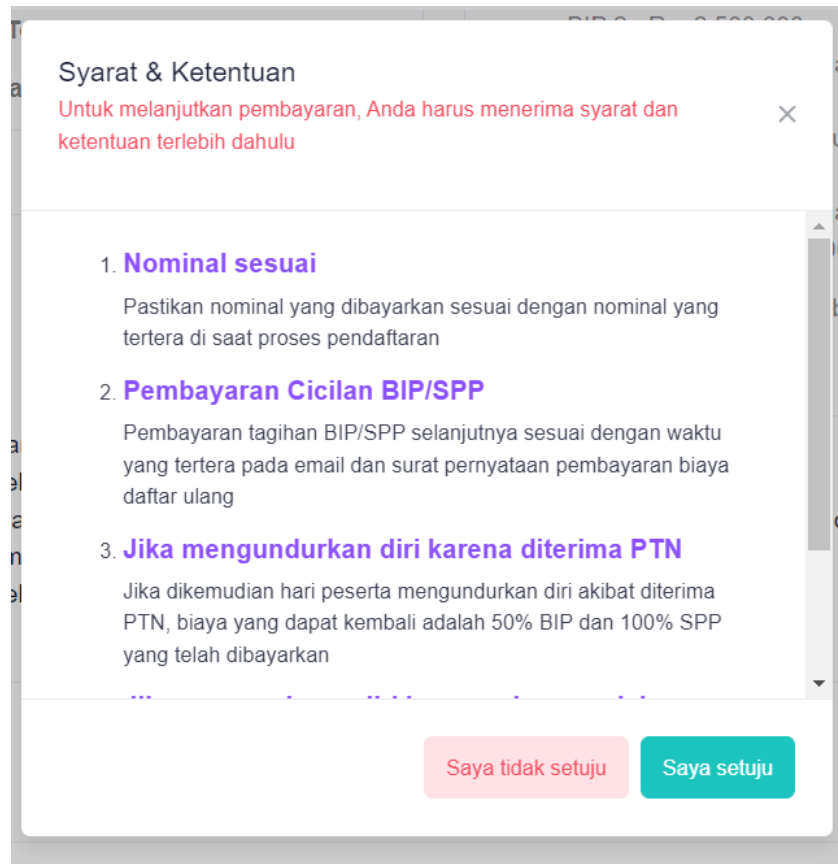 Syarat & Ketentuan
Untuk melanjutkan pembayaran, Anda harus menerima syarat dan
ketentuan terlebih dahulu
1. Nominal sesuai
Pastikan nominal yang dibayarkan sesuai dengan nominal yang
tertera di saat proses pendaftaran
2. Pembayaran Cicilan BIP/SPP
Pembayaran tagihan BIP/SPP selanjutnya sesuai dengan waktu
yang tertera pada email dan surat pernyataan pembayaran biaya
daftar ulang
3. Jika mengundurkan diri karena diterima PTN
Jika dikemudian hari peserta mengundurkan diri akibat diterima
PTN, biaya yang dapat kembali adalah 50% BIP dan 100% SPP
yang telah dibayarkan
Saya tidak setuju
Saya setuju